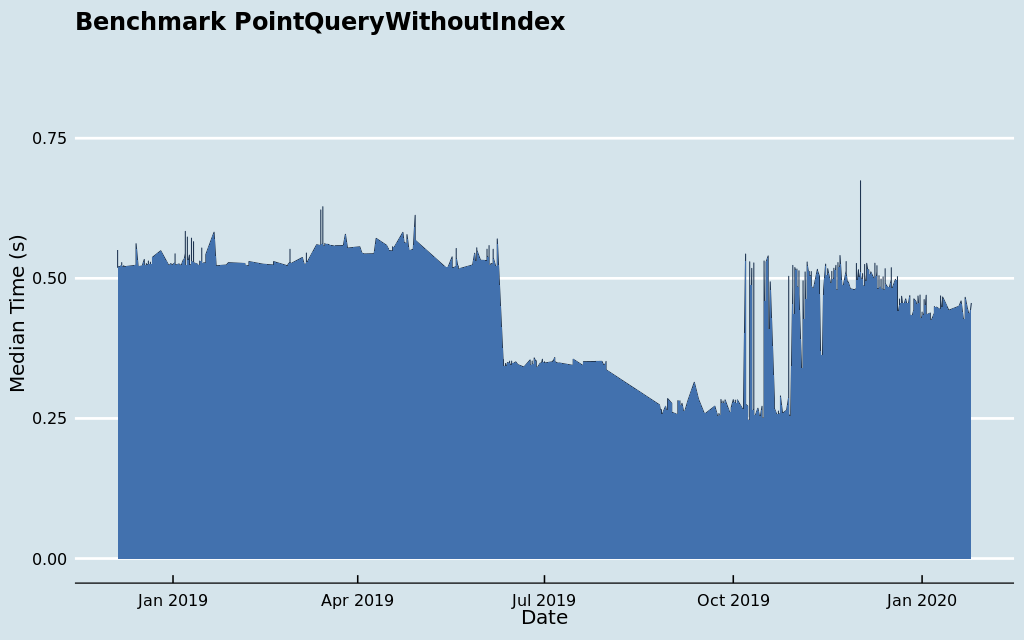 Benchmark PointQueryWithoutIndex
Median Time (s)
0.75
0.50
0.25
0.00
Jan 2019
Apr 2019
Jul 2019
Oct 2019
Jan 2020
Date